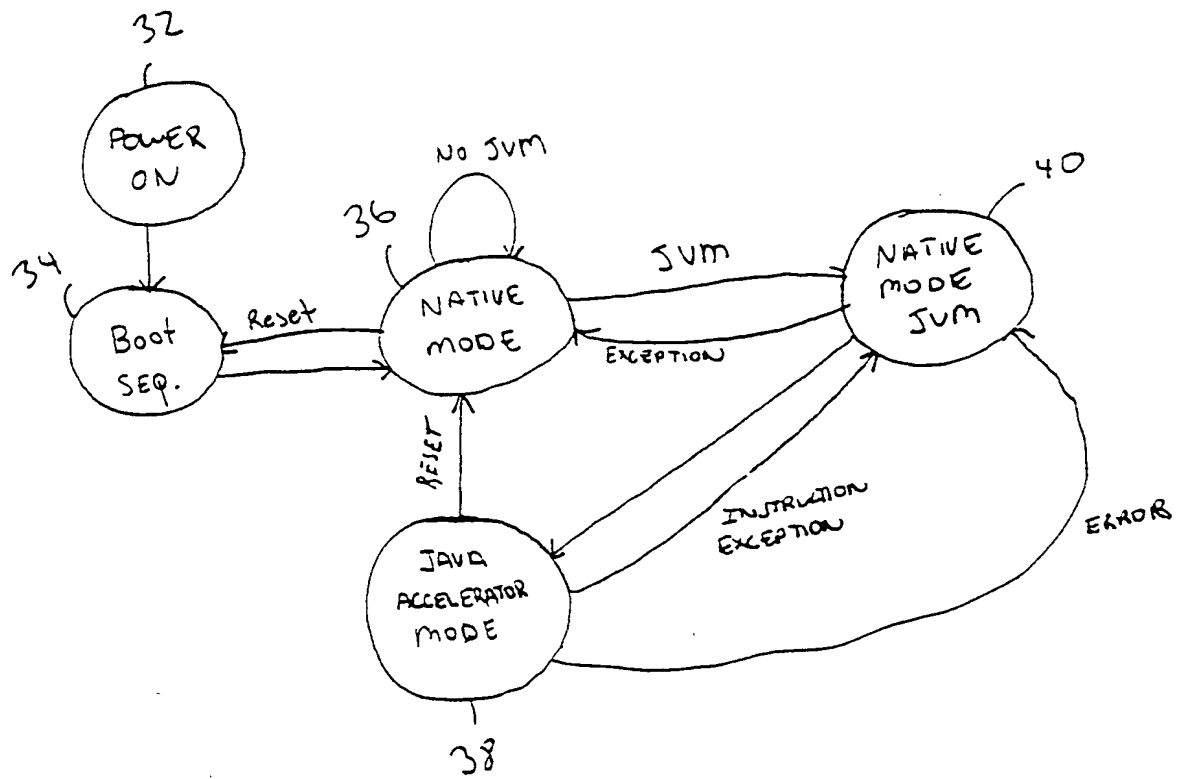 32
POWER
ON
NO JVM
40
36
34
JVM
NATIVE
MODE
JVM
NATIVE
MODE
Reset
Boot
SEQ.
EXCEPTION
RESET
INSTRUCTION
EXCEPTION
ERROR
JAVA
ACCELERATOR
MODE
38